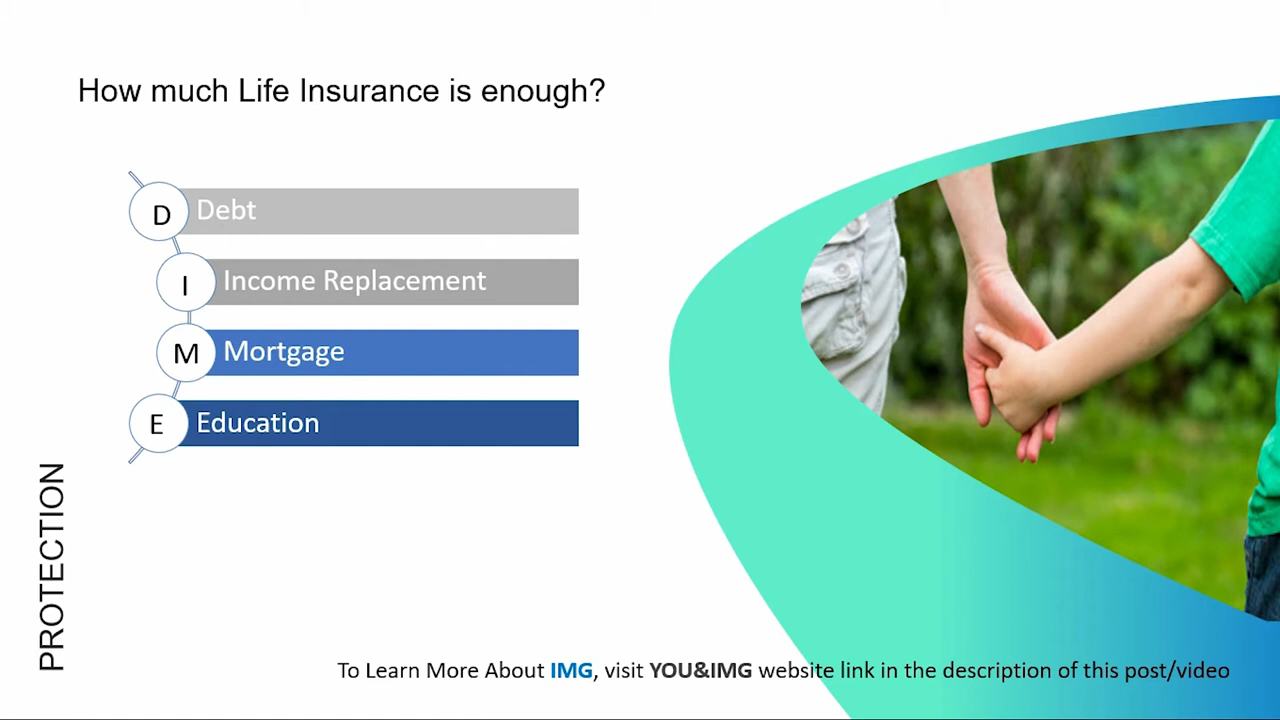 How much Life Insurance is enough?
D Debt
I Income Replacement
M Mortgage
E Education
PROTECTION
To Learn More About IMG, visit YOU&IMG website link in the description of this post/video